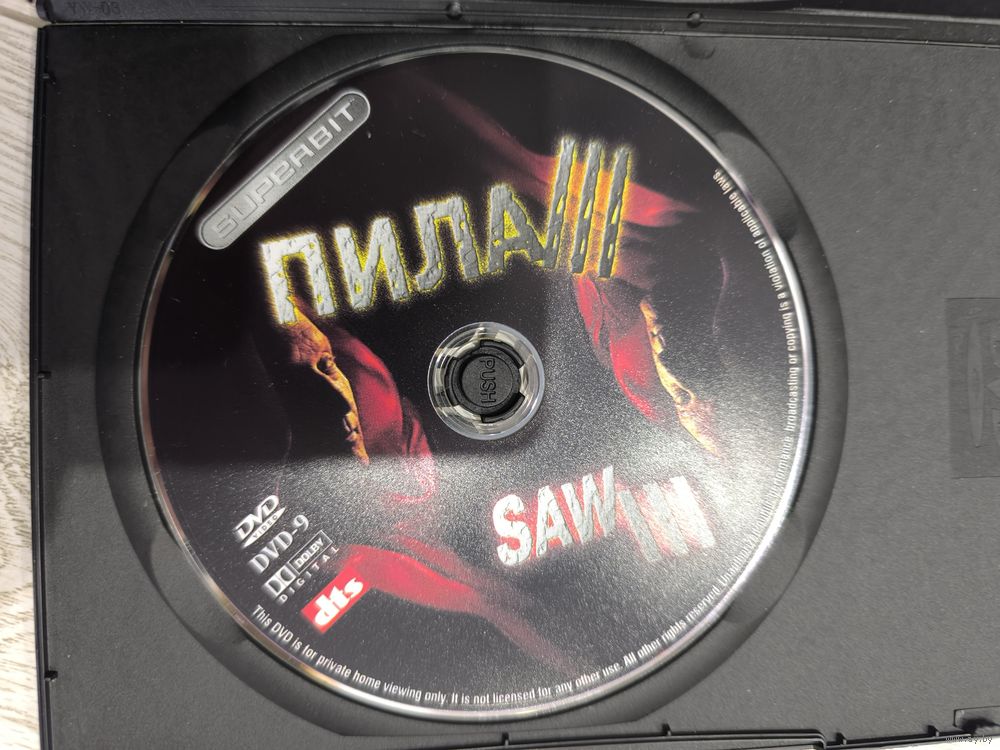 SUPERBIT
ПИЛА III
PUSH
SAW III
DVD
VIDEO
DVD-9
DOLBY
DIGITAL
dts
This DVD is for private home viewing only. It is not licensed for any other use. All other rights reserved. broadcasting or copying is a violation of applicable laws.